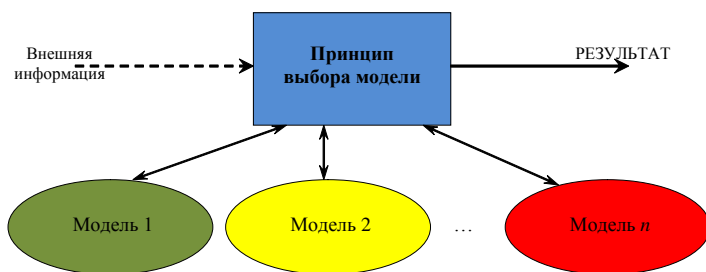 Внешняя
информация
Принцип
выбора модели
РЕЗУЛЬТАТ
Модель 1
Модель 2
...
Модель n